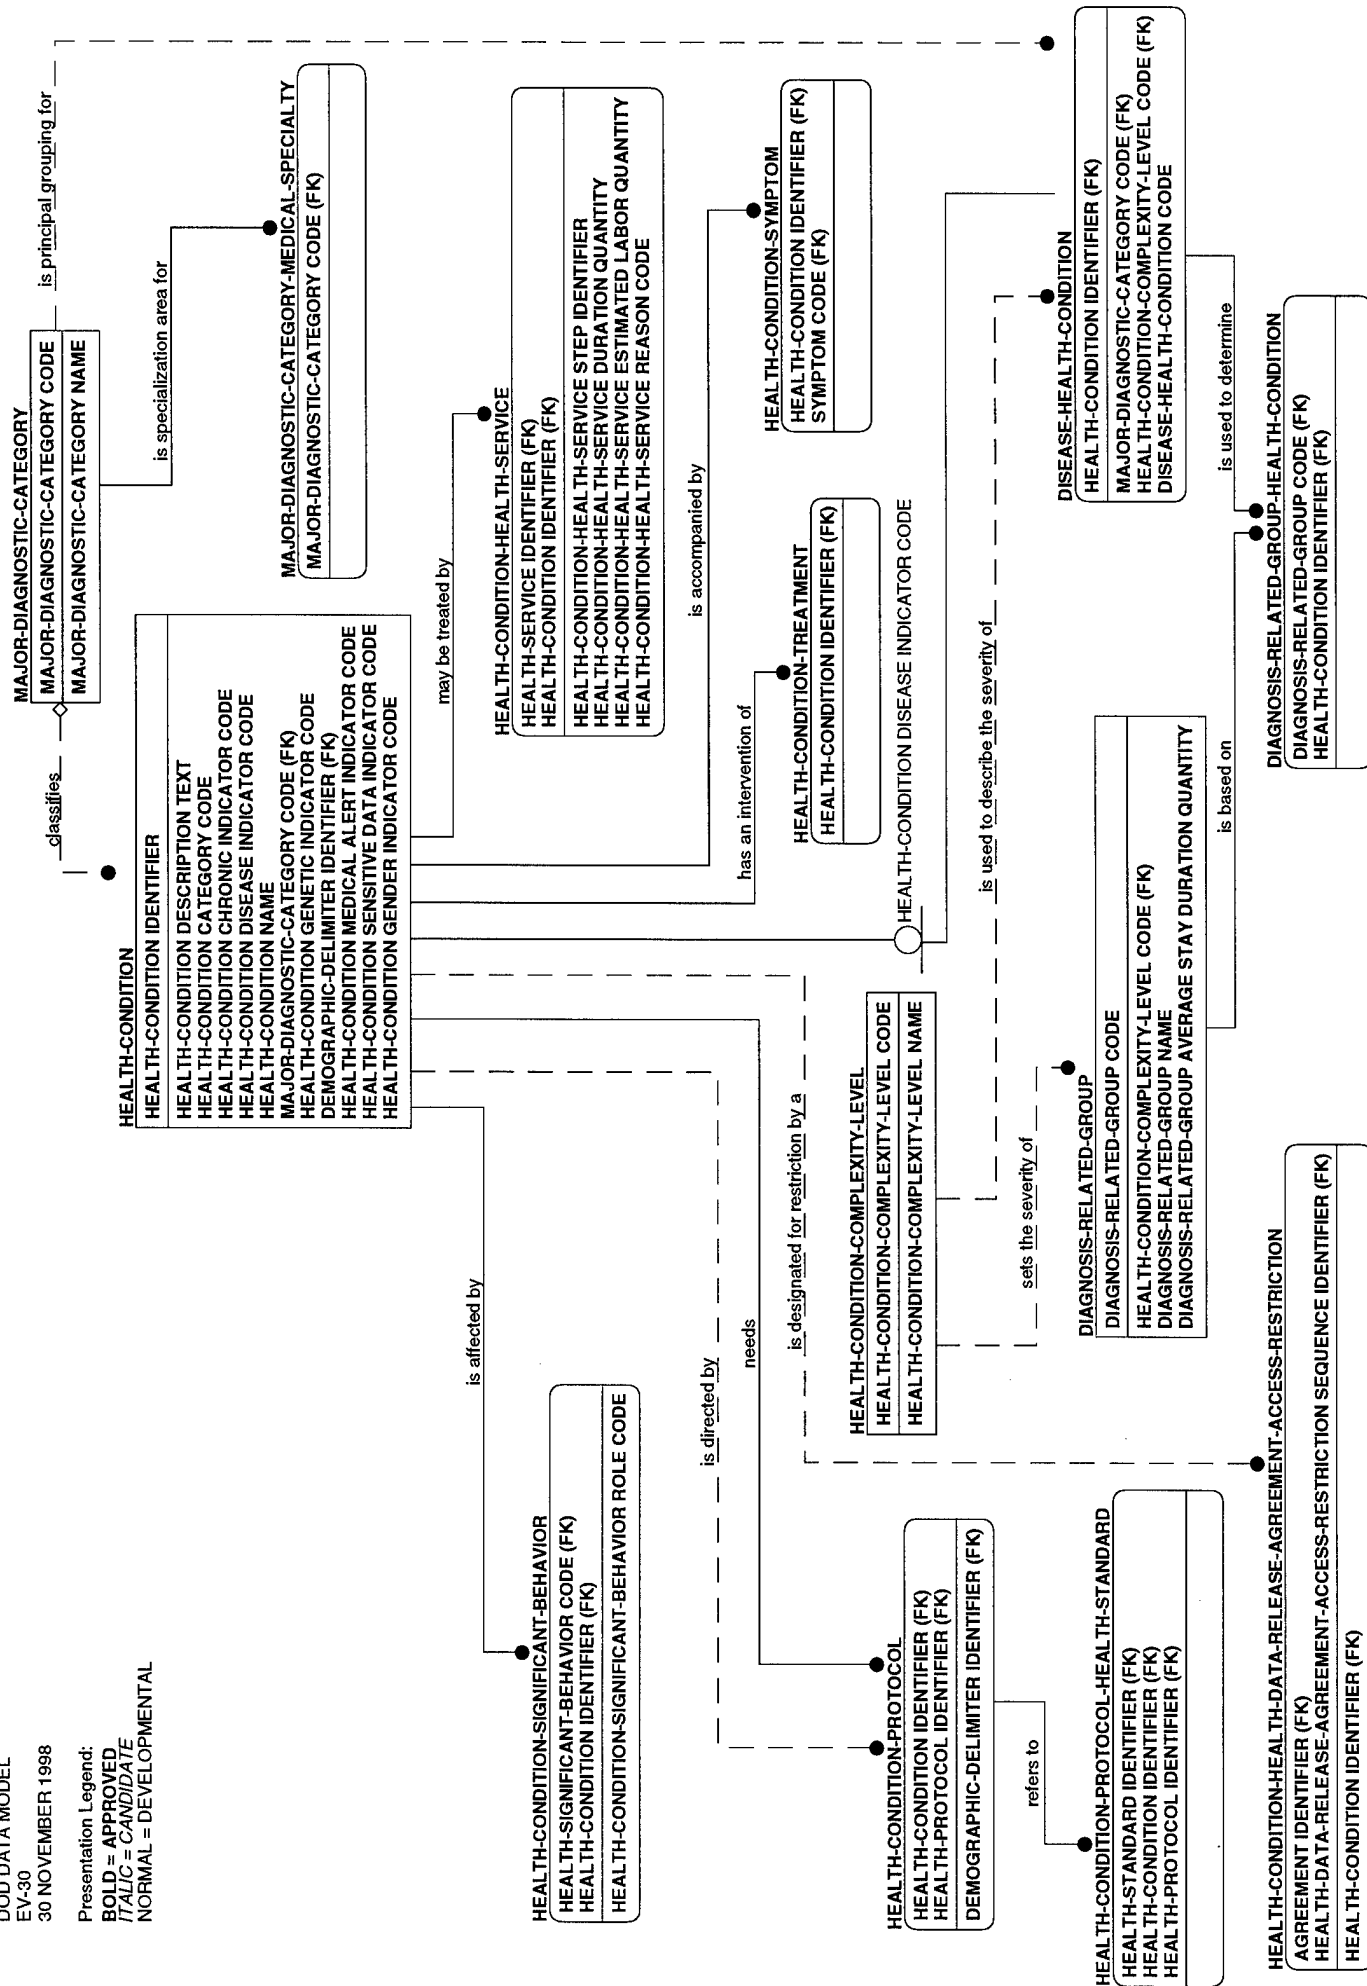 DOD DATA MODEL
EV-30
30 NOVEMBER 1998
Presentation Legend:
BOLD = APPROVED
ITALIC = CANDIDATE
NORMAL = DEVELOPMENTAL
MAJOR-DIAGNOSTIC-CATEGORY
MAJOR-DIAGNOSTIC-CATEGORY CODE
MAJOR-DIAGNOSTIC-CATEGORY NAME
classifies
is principal grouping for
is specialization area for
MAJOR-DIAGNOSTIC-CATEGORY-MEDICAL-SPECIALTY
MAJOR-DIAGNOSTIC-CATEGORY CODE (FK)
HEALTH-CONDITION
HEALTH-CONDITION IDENTIFIER
HEALTH-CONDITION DESCRIPTION TEXT
HEALTH-CONDITION CATEGORY CODE
HEALTH-CONDITION CHRONIC INDICATOR CODE
HEALTH-CONDITION DISEASE INDICATOR CODE
HEALTH-CONDITION NAME
MAJOR-DIAGNOSTIC-CATEGORY CODE (FK)
HEALTH-CONDITION GENETIC INDICATOR CODE
DEMOGRAPHIC-DELIMITER IDENTIFIER (FK)
HEALTH-CONDITION MEDICAL ALERT INDICATOR CODE
HEALTH-CONDITION SENSITIVE DATA INDICATOR CODE
HEALTH-CONDITION GENDER INDICATOR CODE
may be treated by
HEALTH-CONDITION-HEALTH-SERVICE
HEALTH-SERVICE IDENTIFIER (FK)
HEALTH-CONDITION IDENTIFIER (FK)
HEALTH-CONDITION-HEALTH-SERVICE STEP IDENTIFIER
HEALTH-CONDITION-HEALTH-SERVICE DURATION QUANTITY
HEALTH-CONDITION-HEALTH-SERVICE ESTIMATED LABOR QUANTITY
HEALTH-CONDITION-HEALTH-SERVICE REASON CODE
is affected by
HEALTH-CONDITION-SIGNIFICANT-BEHAVIOR
HEALTH-SIGNIFICANT-BEHAVIOR CODE (FK)
HEALTH-CONDITION IDENTIFIER (FK)
HEALTH-CONDITION-SIGNIFICANT-BEHAVIOR ROLE CODE
is accompanied by
HEALTH-CONDITION-SYMPTOM
HEALTH-CONDITION IDENTIFIER (FK)
SYMPTOM CODE (FK)
has an intervention of
HEALTH-CONDITION-TREATMENT
HEALTH-CONDITION IDENTIFIER (FK)
is directed by
needs
is designated for restriction by a
HEALTH-CONDITION DISEASE INDICATOR CODE
HEALTH-CONDITION-COMPLEXITY-LEVEL
HEALTH-CONDITION-COMPLEXITY-LEVEL CODE
HEALTH-CONDITION-COMPLEXITY-LEVEL NAME
is used to describe the severity of
sets the severity of
HEALTH-CONDITION-PROTOCOL
HEALTH-CONDITION IDENTIFIER (FK)
HEALTH-PROTOCOL IDENTIFIER (FK)
DEMOGRAPHIC-DELIMITER IDENTIFIER (FK)
refers to
HEALTH-CONDITION-PROTOCOL-HEALTH-STANDARD
HEALTH-STANDARD IDENTIFIER (FK)
HEALTH-CONDITION IDENTIFIER (FK)
HEALTH-PROTOCOL IDENTIFIER (FK)
DIAGNOSIS-RELATED-GROUP
DIAGNOSIS-RELATED-GROUP CODE
HEALTH-CONDITION-COMPLEXITY-LEVEL CODE (FK)
DIAGNOSIS-RELATED-GROUP NAME
DIAGNOSIS-RELATED-GROUP AVERAGE STAY DURATION QUANTITY
is based on
DISEASE-HEALTH-CONDITION
HEALTH-CONDITION IDENTIFIER (FK)
MAJOR-DIAGNOSTIC-CATEGORY CODE (FK)
HEALTH-CONDITION-COMPLEXITY-LEVEL CODE (FK)
DISEASE-HEALTH-CONDITION CODE
is used to determine
DIAGNOSIS-RELATED-GROUP-HEALTH-CONDITION
DIAGNOSIS-RELATED-GROUP CODE (FK)
HEALTH-CONDITION IDENTIFIER (FK)
HEALTH-CONDITION-HEALTH-DATA-RELEASE-AGREEMENT-ACCESS-RESTRICTION
AGREEMENT IDENTIFIER (FK)
HEALTH-DATA-RELEASE-AGREEMENT-ACCESS-RESTRICTION SEQUENCE IDENTIFIER (FK)
HEALTH-CONDITION IDENTIFIER (FK)